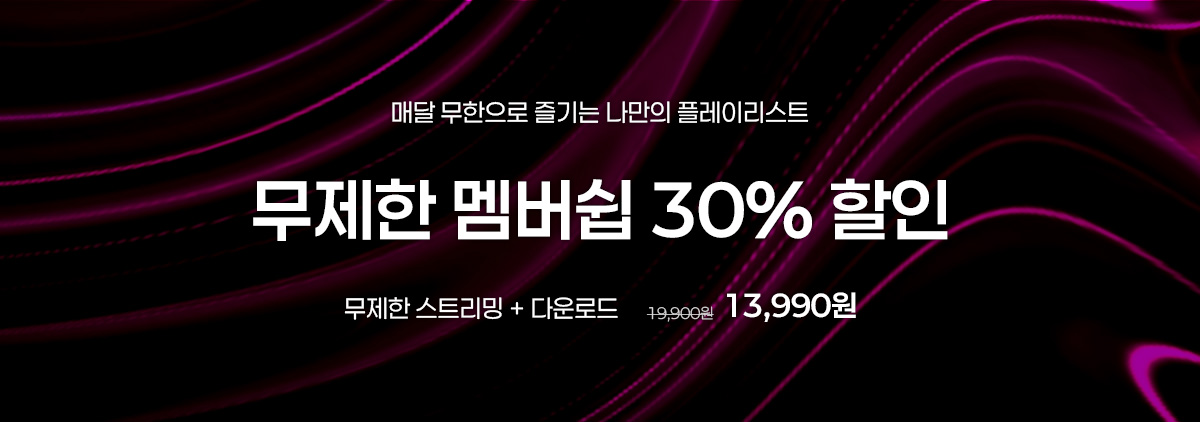 매달 무한으로 즐기는 나만의 플레이리스트
무제한 멤버쉽 30% 할인
무제한 스트리밍 + 다운로드 19,900원 13,990원